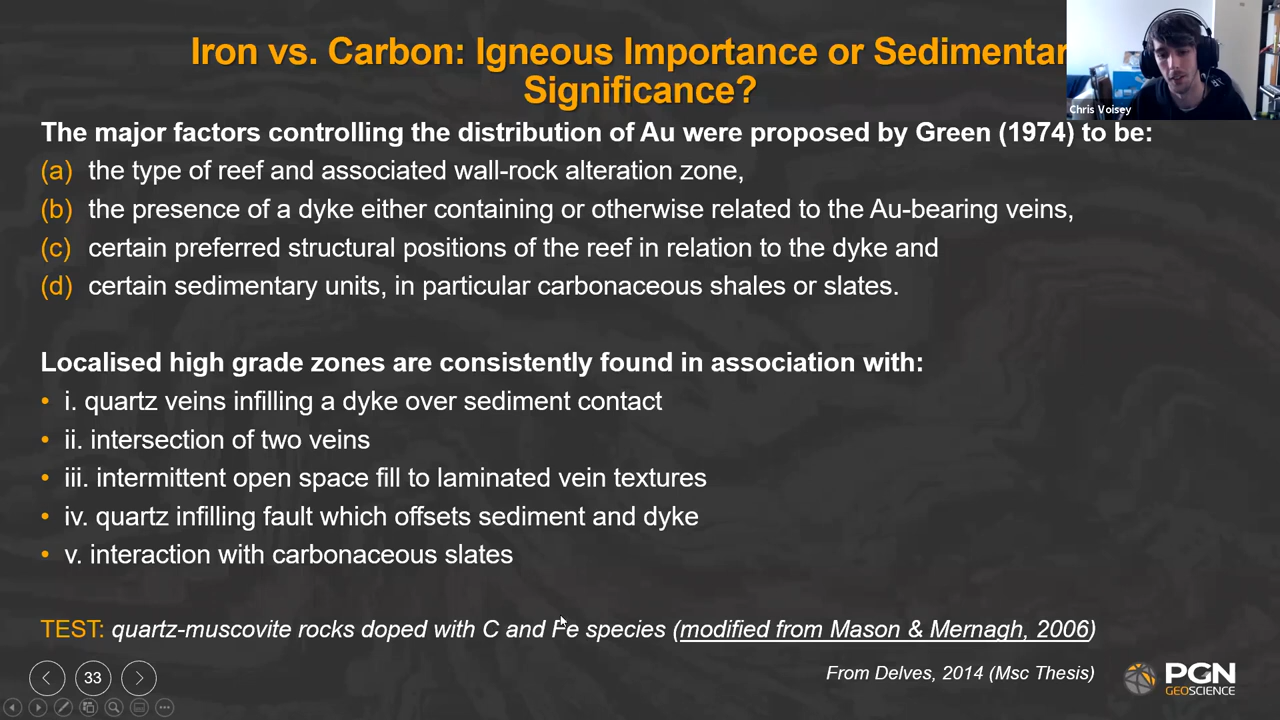 Iron vs. Carbon: Igneous Importance or Sedimentar
Significance?
Chris Voisey
The major factors controlling the distribution of Au were proposed by Green (1974) to be:
(a) the type of reef and associated wall-rock alteration zone,
(b) the presence of a dyke either containing or otherwise related to the Au-bearing veins,
(c) certain preferred structural positions of the reef in relation to the dyke and
(d) certain sedimentary units, in particular carbonaceous shales or slates.
Localised high grade zones are consistently found in association with:
• i. quartz veins infilling a dyke over sediment contact
• ii. intersection of two veins
• iii. intermittent open space fill to laminated vein textures
• iv. quartz infilling fault which offsets sediment and dyke
• v. interaction with carbonaceous slates
TEST: quartz-muscovite rocks doped with C and Fe species (modified from Mason & Mernagh, 2006)
From Delves, 2014 (Msc Thesis)
33
PGN
GEOSCIENCE